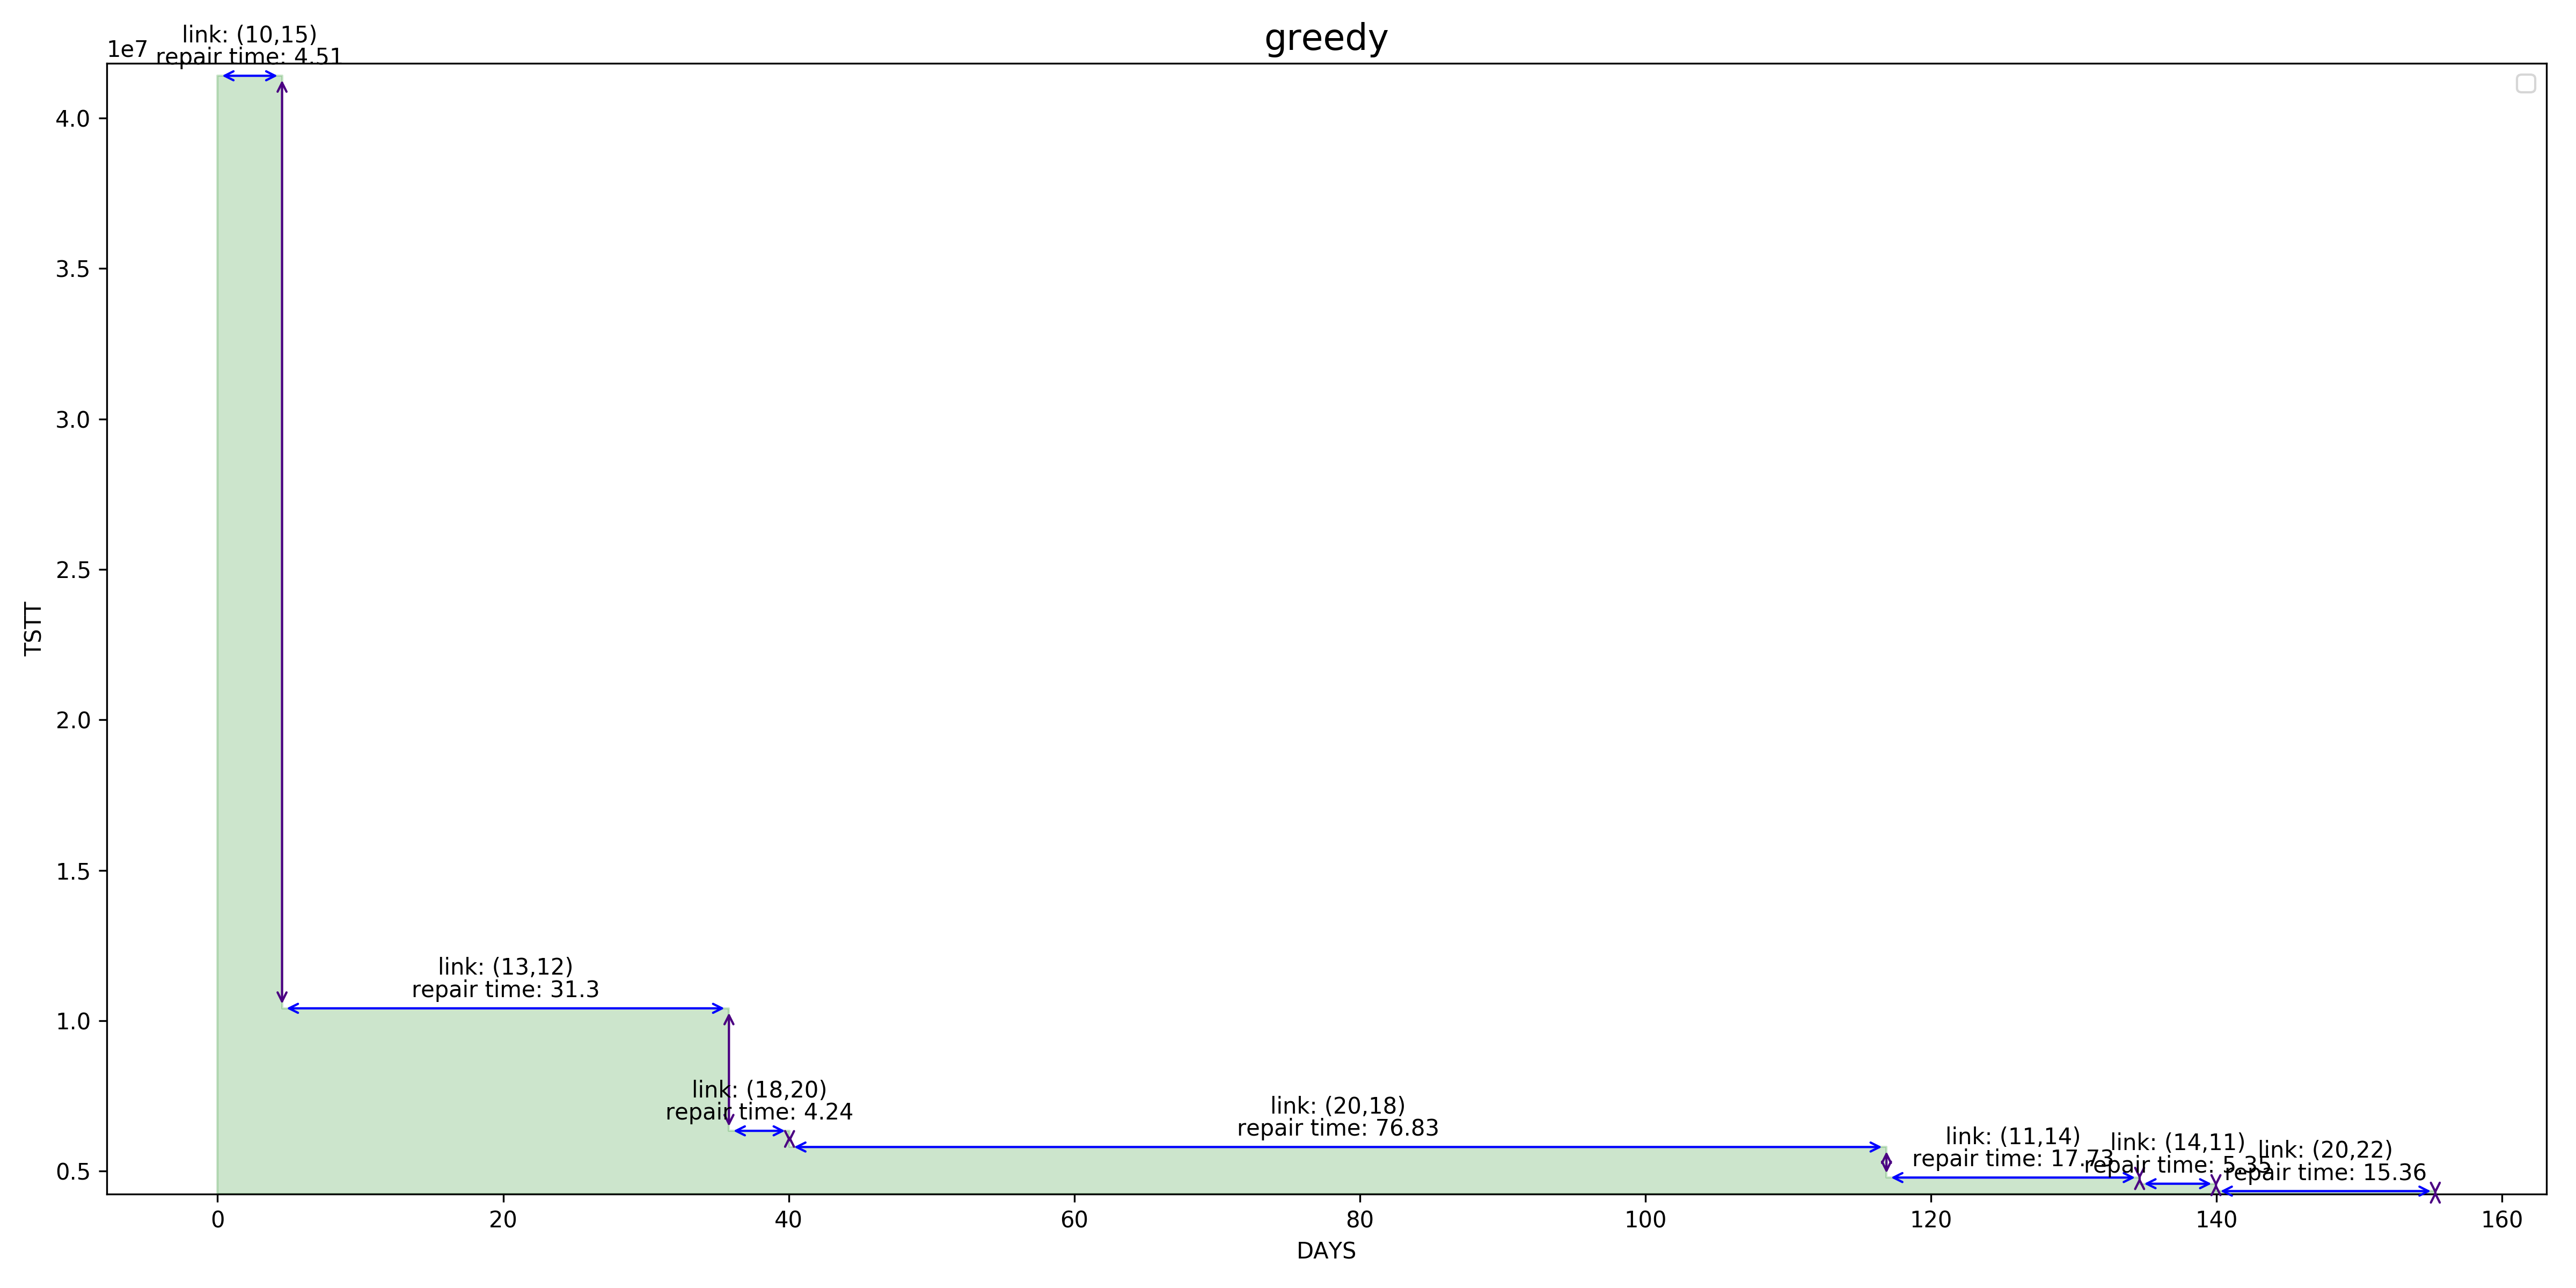 greedy
1e7
link: (10,15)
repair time: 4.51
4.0
3.5
3.0
2.5
2.0
1.5
1.0
0.5
TSTT
link: (13,12)
repair time: 31.3
link: (18,20)
repair time: 4.24
link: (20,18)
repair time: 76.83
link: (11,14)
repair time: 17.73
link: (14,11)
repair time: 5.35
link: (20,22)
repair time: 15.36
0 20 40 60 80 100 120 140 160
DAYS